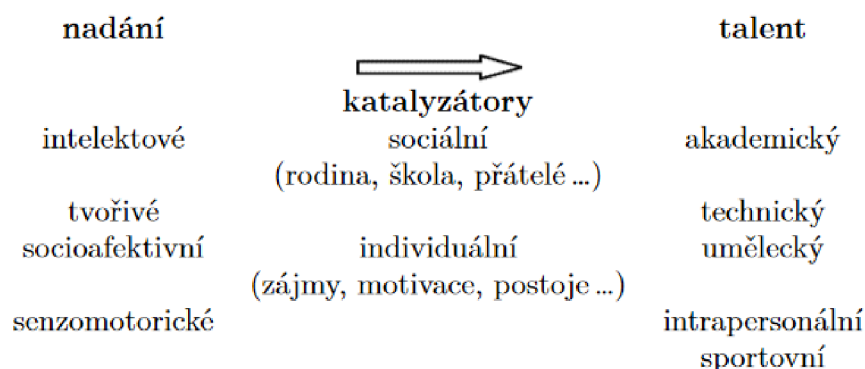 nadání talent
katalyzátory
intelektové sociální akademický
(rodina, škola, přátelé ...)
tvořivé technický
socioafektivní individuální umělecký
(zájmy, motivace, postoje ...)
senzomotorické intrapersonální
sportovní